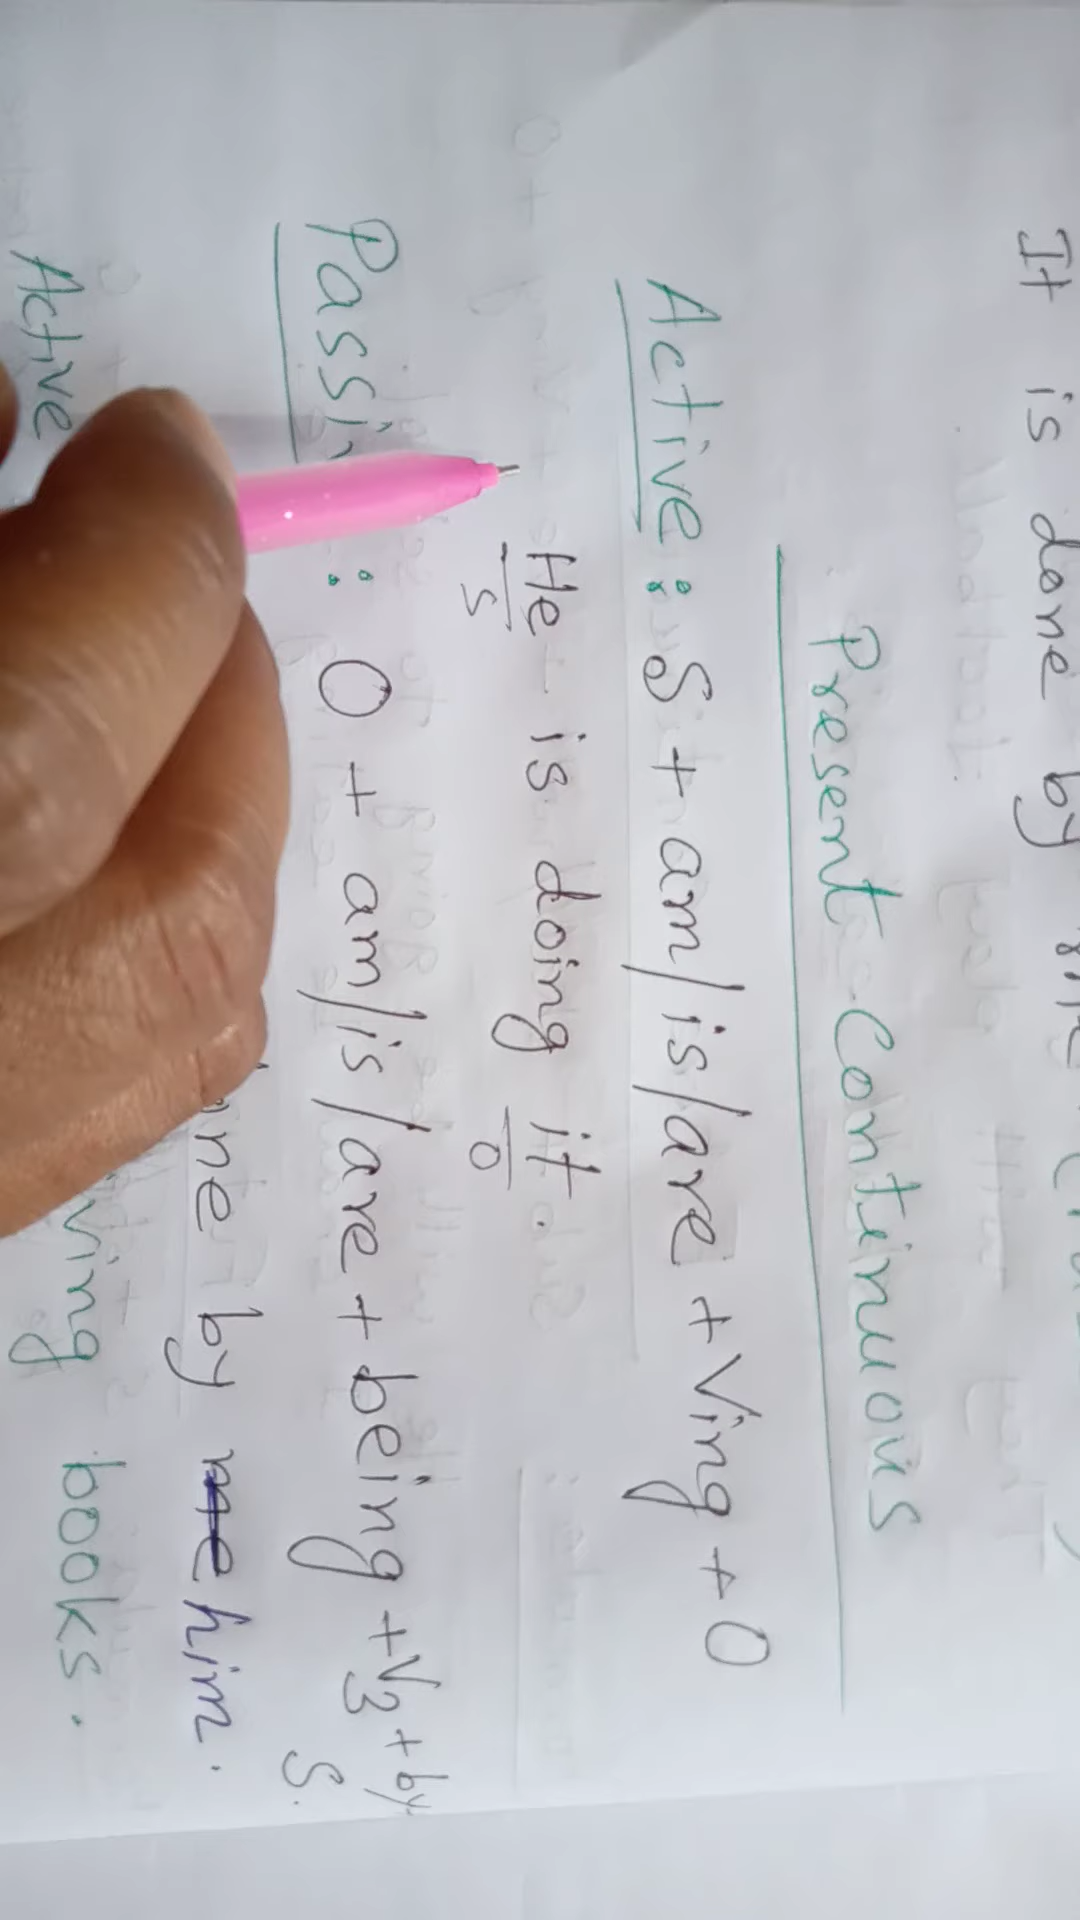 It is done by
Present Continuous
Active : S + am/is/are + Ving + O
He is doing it.
S O
Passi : O + am/is/are + being + V3 + by
S.
ne by me him.
Active ving books.